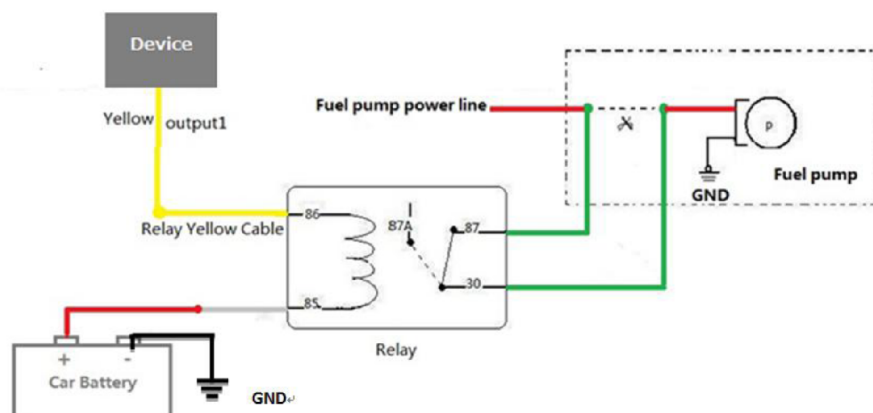 Device
Yellow
output1
Fuel pump power line
P
GND
Fuel pump
Relay Yellow Cable
86
87A
87
30
85
Relay
+
-
Car Battery
GND